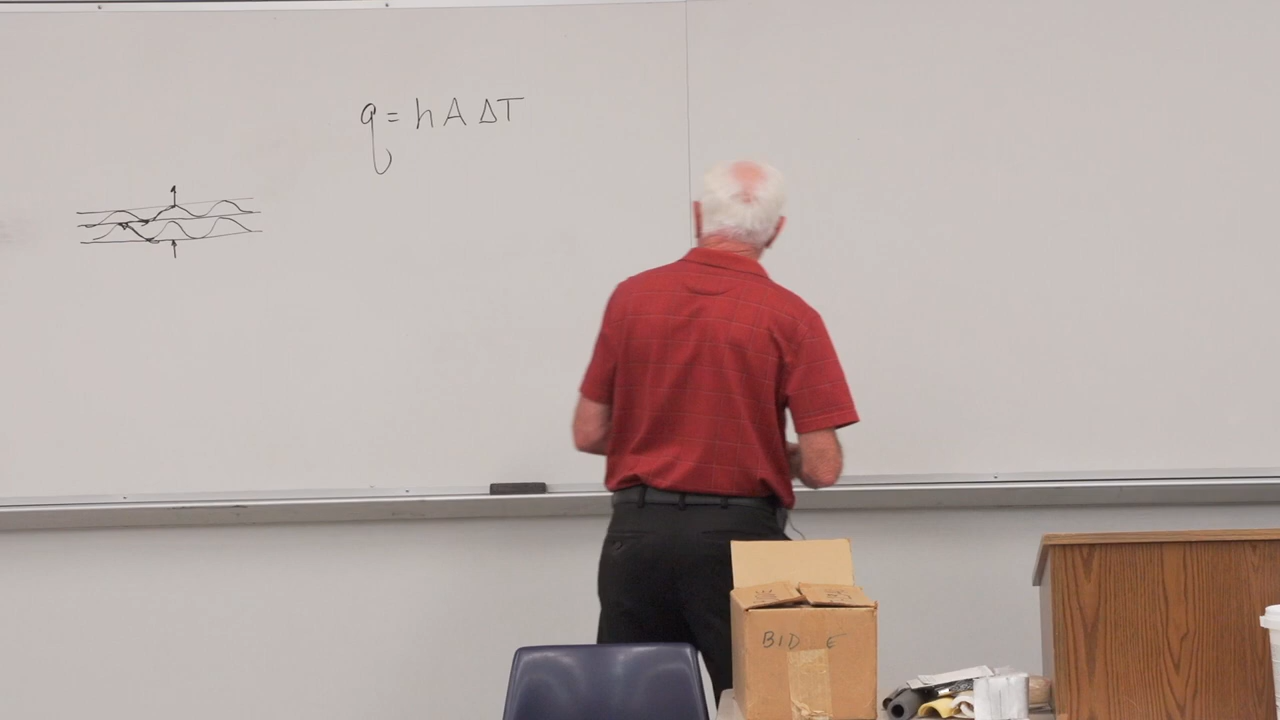 q = h A ΔT
BID E